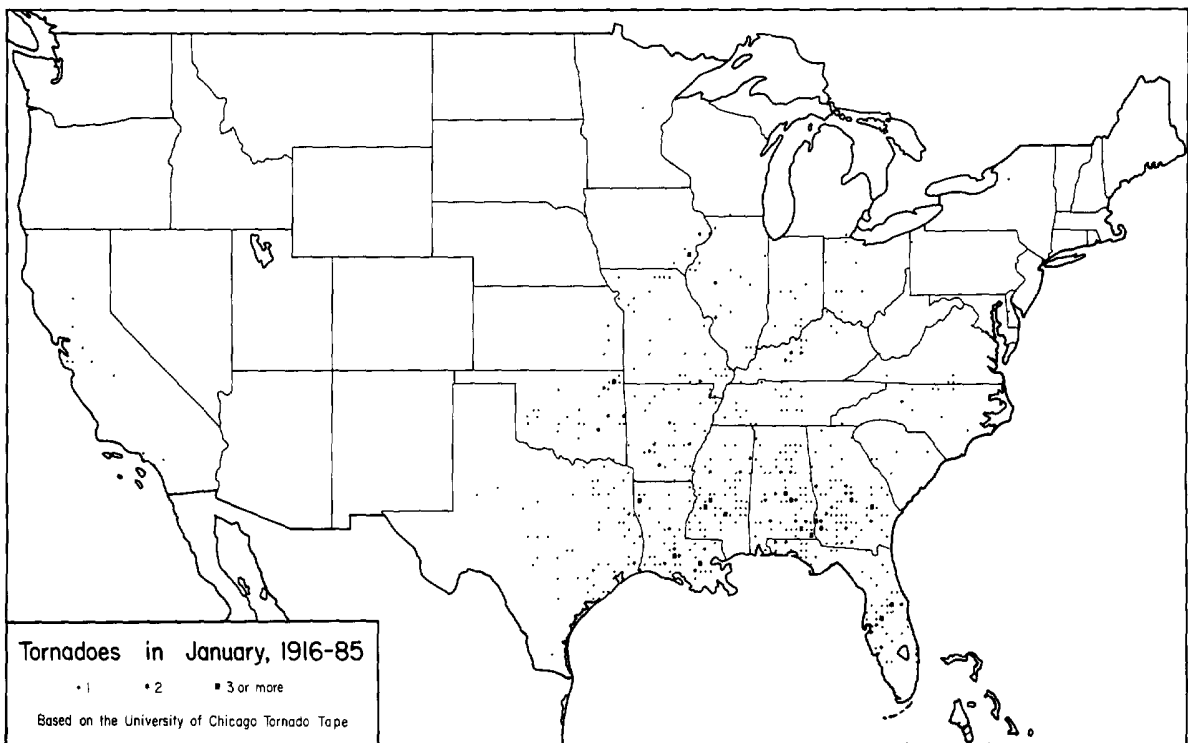 Tornadoes in January, 1916-85
• 1 • 2 ■ 3 or more
Based on the University of Chicago Tornado Tape